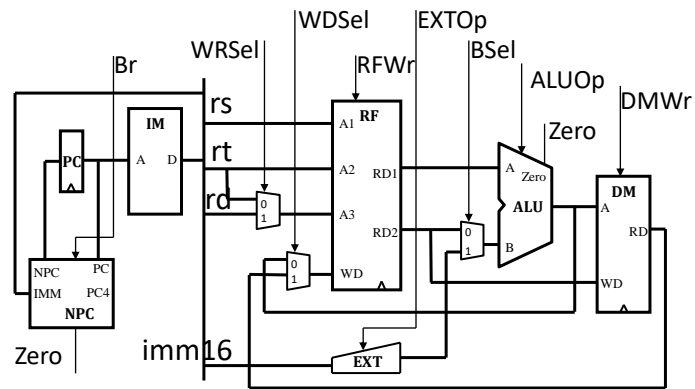 WDSel
EXTOp
WRSel
BSel
Br
RFWr
ALUOp
DMWr
rs
IM
RF
Zero
A1
PC
A
D
rt
A2
RD1
A
Zero
DM
rd
0
1
A3
ALU
A
RD2
0
1
B
RD
NPC
PC
0
1
WD
WD
IMM
PC4
NPC
Zero
imm16
EXT